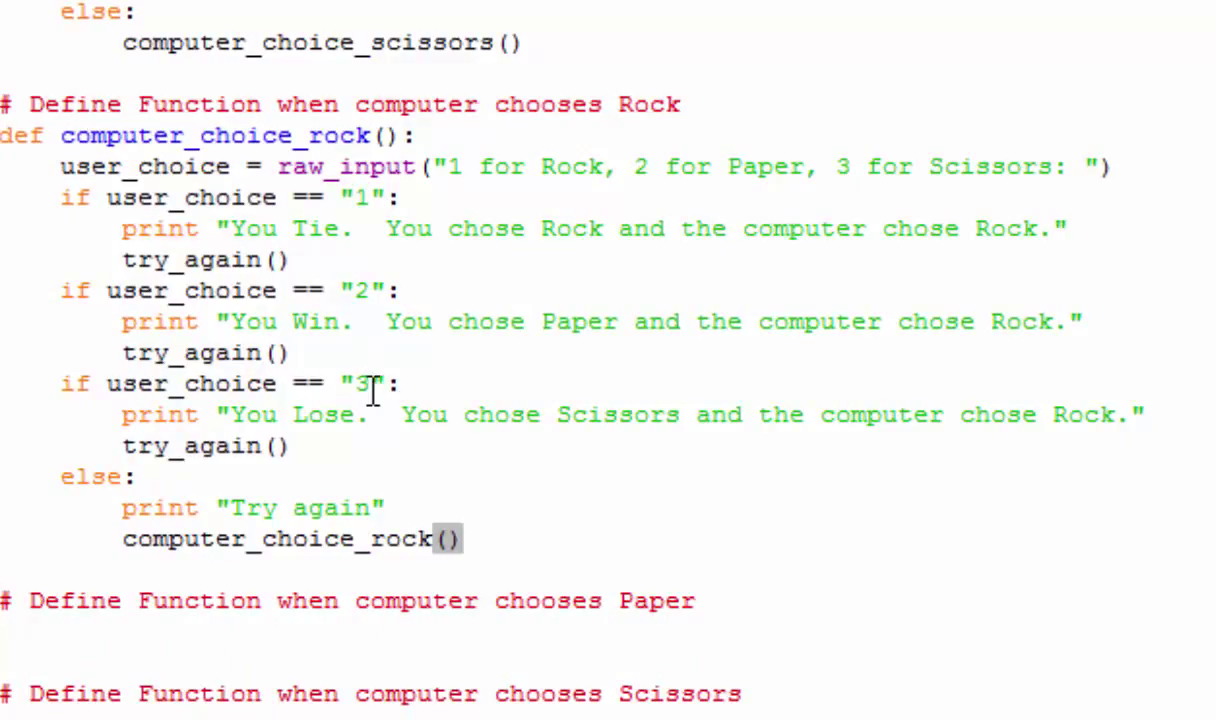 else:
        computer_choice_scissors()

# Define Function when computer chooses Rock
def computer_choice_rock():
    user_choice = raw_input("1 for Rock, 2 for Paper, 3 for Scissors: ")
    if user_choice == "1":
        print "You Tie.  You chose Rock and the computer chose Rock."
        try_again()
    if user_choice == "2":
        print "You Win.  You chose Paper and the computer chose Rock."
        try_again()
    if user_choice == "3":
        print "You Lose.  You chose Scissors and the computer chose Rock."
        try_again()
    else:
        print "Try again"
        computer_choice_rock()

# Define Function when computer chooses Paper


# Define Function when computer chooses Scissors